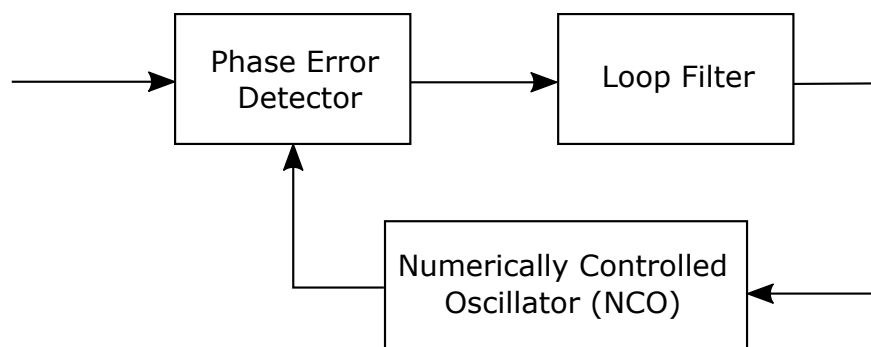 Phase Error
Detector
Loop Filter
Numerically Controlled
Oscillator (NCO)